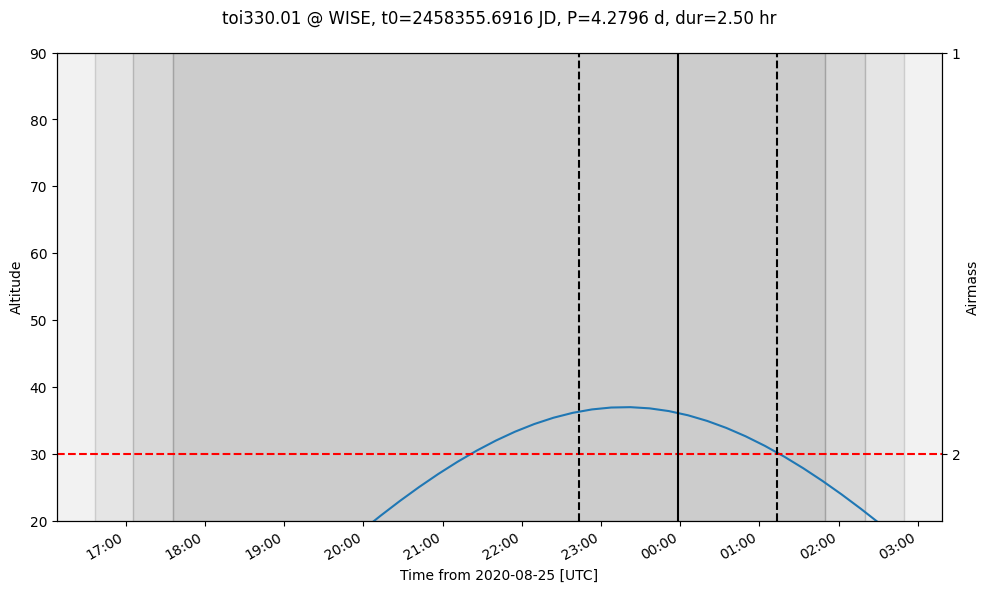 toi330.01 @ WISE, t0=2458355.6916 JD, P=4.2796 d, dur=2.50 hr
90
80
70
60
50
40
30
20
Altitude
1
2
Airmass
17:00 18:00 19:00 20:00 21:00 22:00 23:00 00:00 01:00 02:00 03:00
Time from 2020-08-25 [UTC]